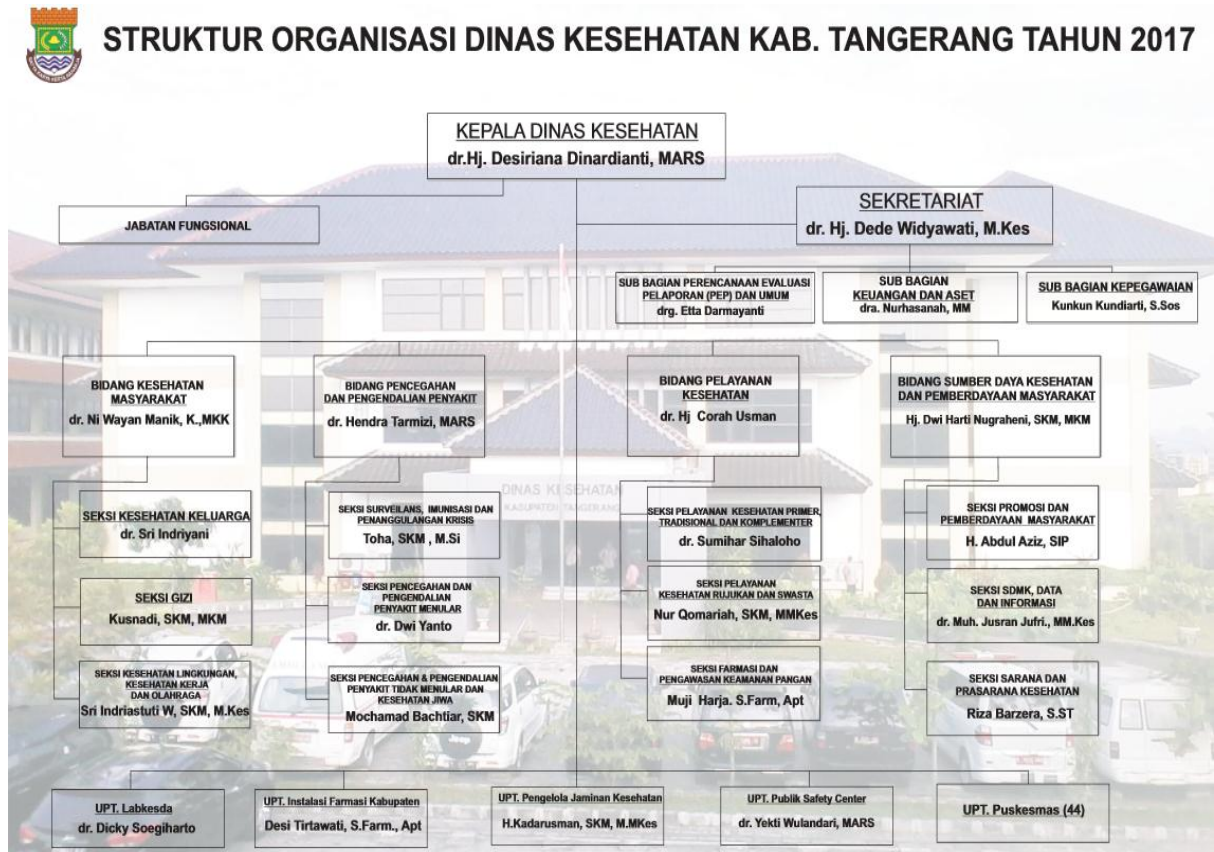 STRUKTUR ORGANISASI DINAS KESEHATAN KAB. TANGERANG TAHUN 2017
KEPALA DINAS KESEHATAN
dr.Hj. Desiriana Dinardianti, MARS
JABATAN FUNGSIONAL
SEKRETARIAT
dr. Hj. Dede Widyawati, M.Kes
SUB BAGIAN PERENCANAAN EVALUASI
PELAPORAN (PEP) DAN UMUM
drg. Etta Darmayanti
SUB BAGIAN
KEUANGAN DAN ASET
dra. Nurhasanah, MM
SUB BAGIAN KEPEGAWAIAN
Kunkun Kundiarti, S.Sos
BIDANG KESEHATAN
MASYARAKAT
dr. Ni Wayan Manik, K.,MKK
BIDANG PENCEGAHAN
DAN PENGENDALIAN PENYAKIT
dr. Hendra Tarmizi, MARS
BIDANG PELAYANAN
KESEHATAN
dr. Hj Corah Usman
BIDANG SUMBER DAYA KESEHATAN
DAN PEMBERDAYAAN MASYARAKAT
Hj. Dwi Harti Nugraheni, SKM, MKM
SEKSI KESEHATAN KELUARGA
dr. Sri Indriyani
SEKSI GIZI
Kusnadi, SKM, MKM
SEKSI KESEHATAN LINGKUNGAN,
KESEHATAN KERJA
DAN OLAHRAGA
Sri Indriastuti W, SKM, M.Kes
SEKSI SURVEILANS, IMUNISASI DAN
PENANGGULANGAN KRISIS
Toha, SKM , M.Si
SEKSI PENCEGAHAN DAN
PENGENDALIAN
PENYAKIT MENULAR
dr. Dwi Yanto
SEKSI PENCEGAHAN & PENGENDALIAN
PENYAKIT TIDAK MENULAR DAN
KESEHATAN JIWA
Mochamad Bachtiar, SKM
DINAS KESEHATAN
KABUPATEN TANGERANG
SEKSI PELAYANAN KESEHATAN PRIMER,
TRADISIONAL DAN KOMPLEMENTER
dr. Sumihar Sihaloho
SEKSI PELAYANAN
KESEHATAN RUJUKAN DAN SWASTA
Nur Qomariah, SKM, MMKes
SEKSI FARMASI DAN
PENGAWASAN KEAMANAN PANGAN
Muji Harja. S.Farm, Apt
SEKSI PROMOSI DAN
PEMBERDAYAAN MASYARAKAT
H. Abdul Aziz, SIP
SEKSI SDMK, DATA
DAN INFORMASI
dr. Muh. Jusran Jufri., MM.Kes
SEKSI SARANA DAN
PRASARANA KESEHATAN
Riza Barzera, S.ST
UPT. Labkesda
dr. Dicky Soegiharto
UPT. Instalasi Farmasi Kabupaten
Desi Tirtawati, S.Farm., Apt
UPT. Pengelola Jaminan Kesehatan
H.Kadarusman, SKM, M.MKes
UPT. Publik Safety Center
dr. Yekti Wulandari, MARS
UPT. Puskesmas (44)